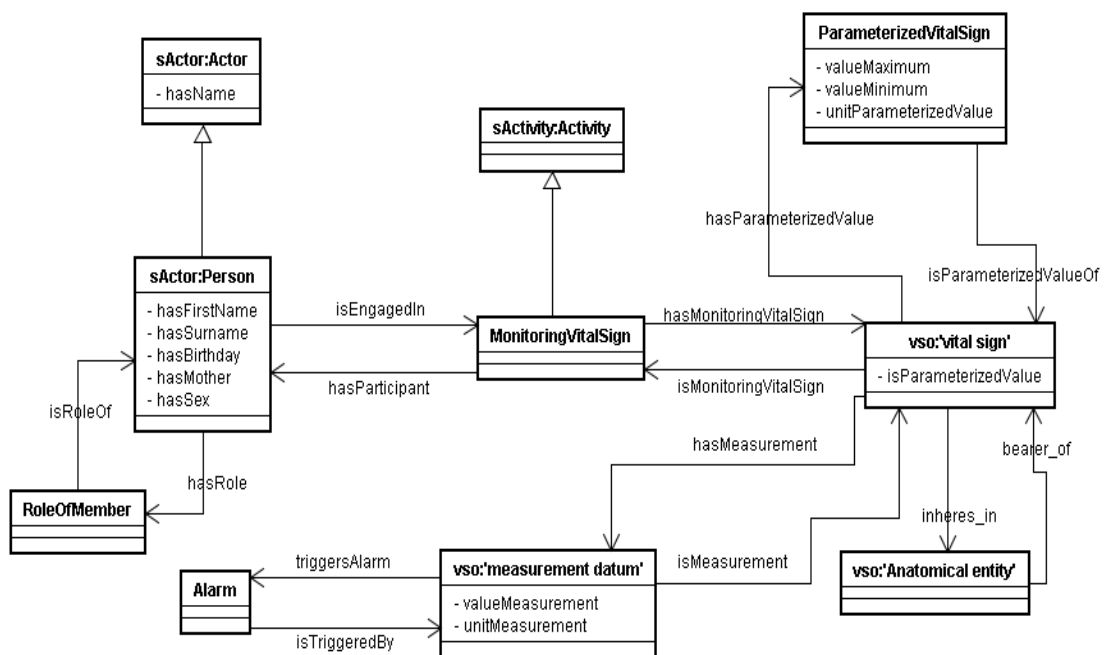 sActor:Actor
- hasName
ParameterizedVitalSign
- valueMaximum
- valueMinimum
- unitParameterizedValue
sActivity:Activity
hasParameterizedValue
isParameterizedValueOf
sActor:Person
- hasFirstName
- hasSurname
- hasBirthday
- hasMother
- hasSex
isEngagedIn
hasParticipant
MonitoringVitalSign
hasMonitoringVitalSign
isMonitoringVitalSign
vso:'vital sign'
- isParameterizedValue
isRoleOf
hasRole
RoleOfMember
hasMeasurement
bearer_of
inheres_in
triggersAlarm
Alarm
isTriggeredBy
vso:'measurement datum'
- valueMeasurement
- unitMeasurement
isMeasurement
vso:'Anatomical entity'